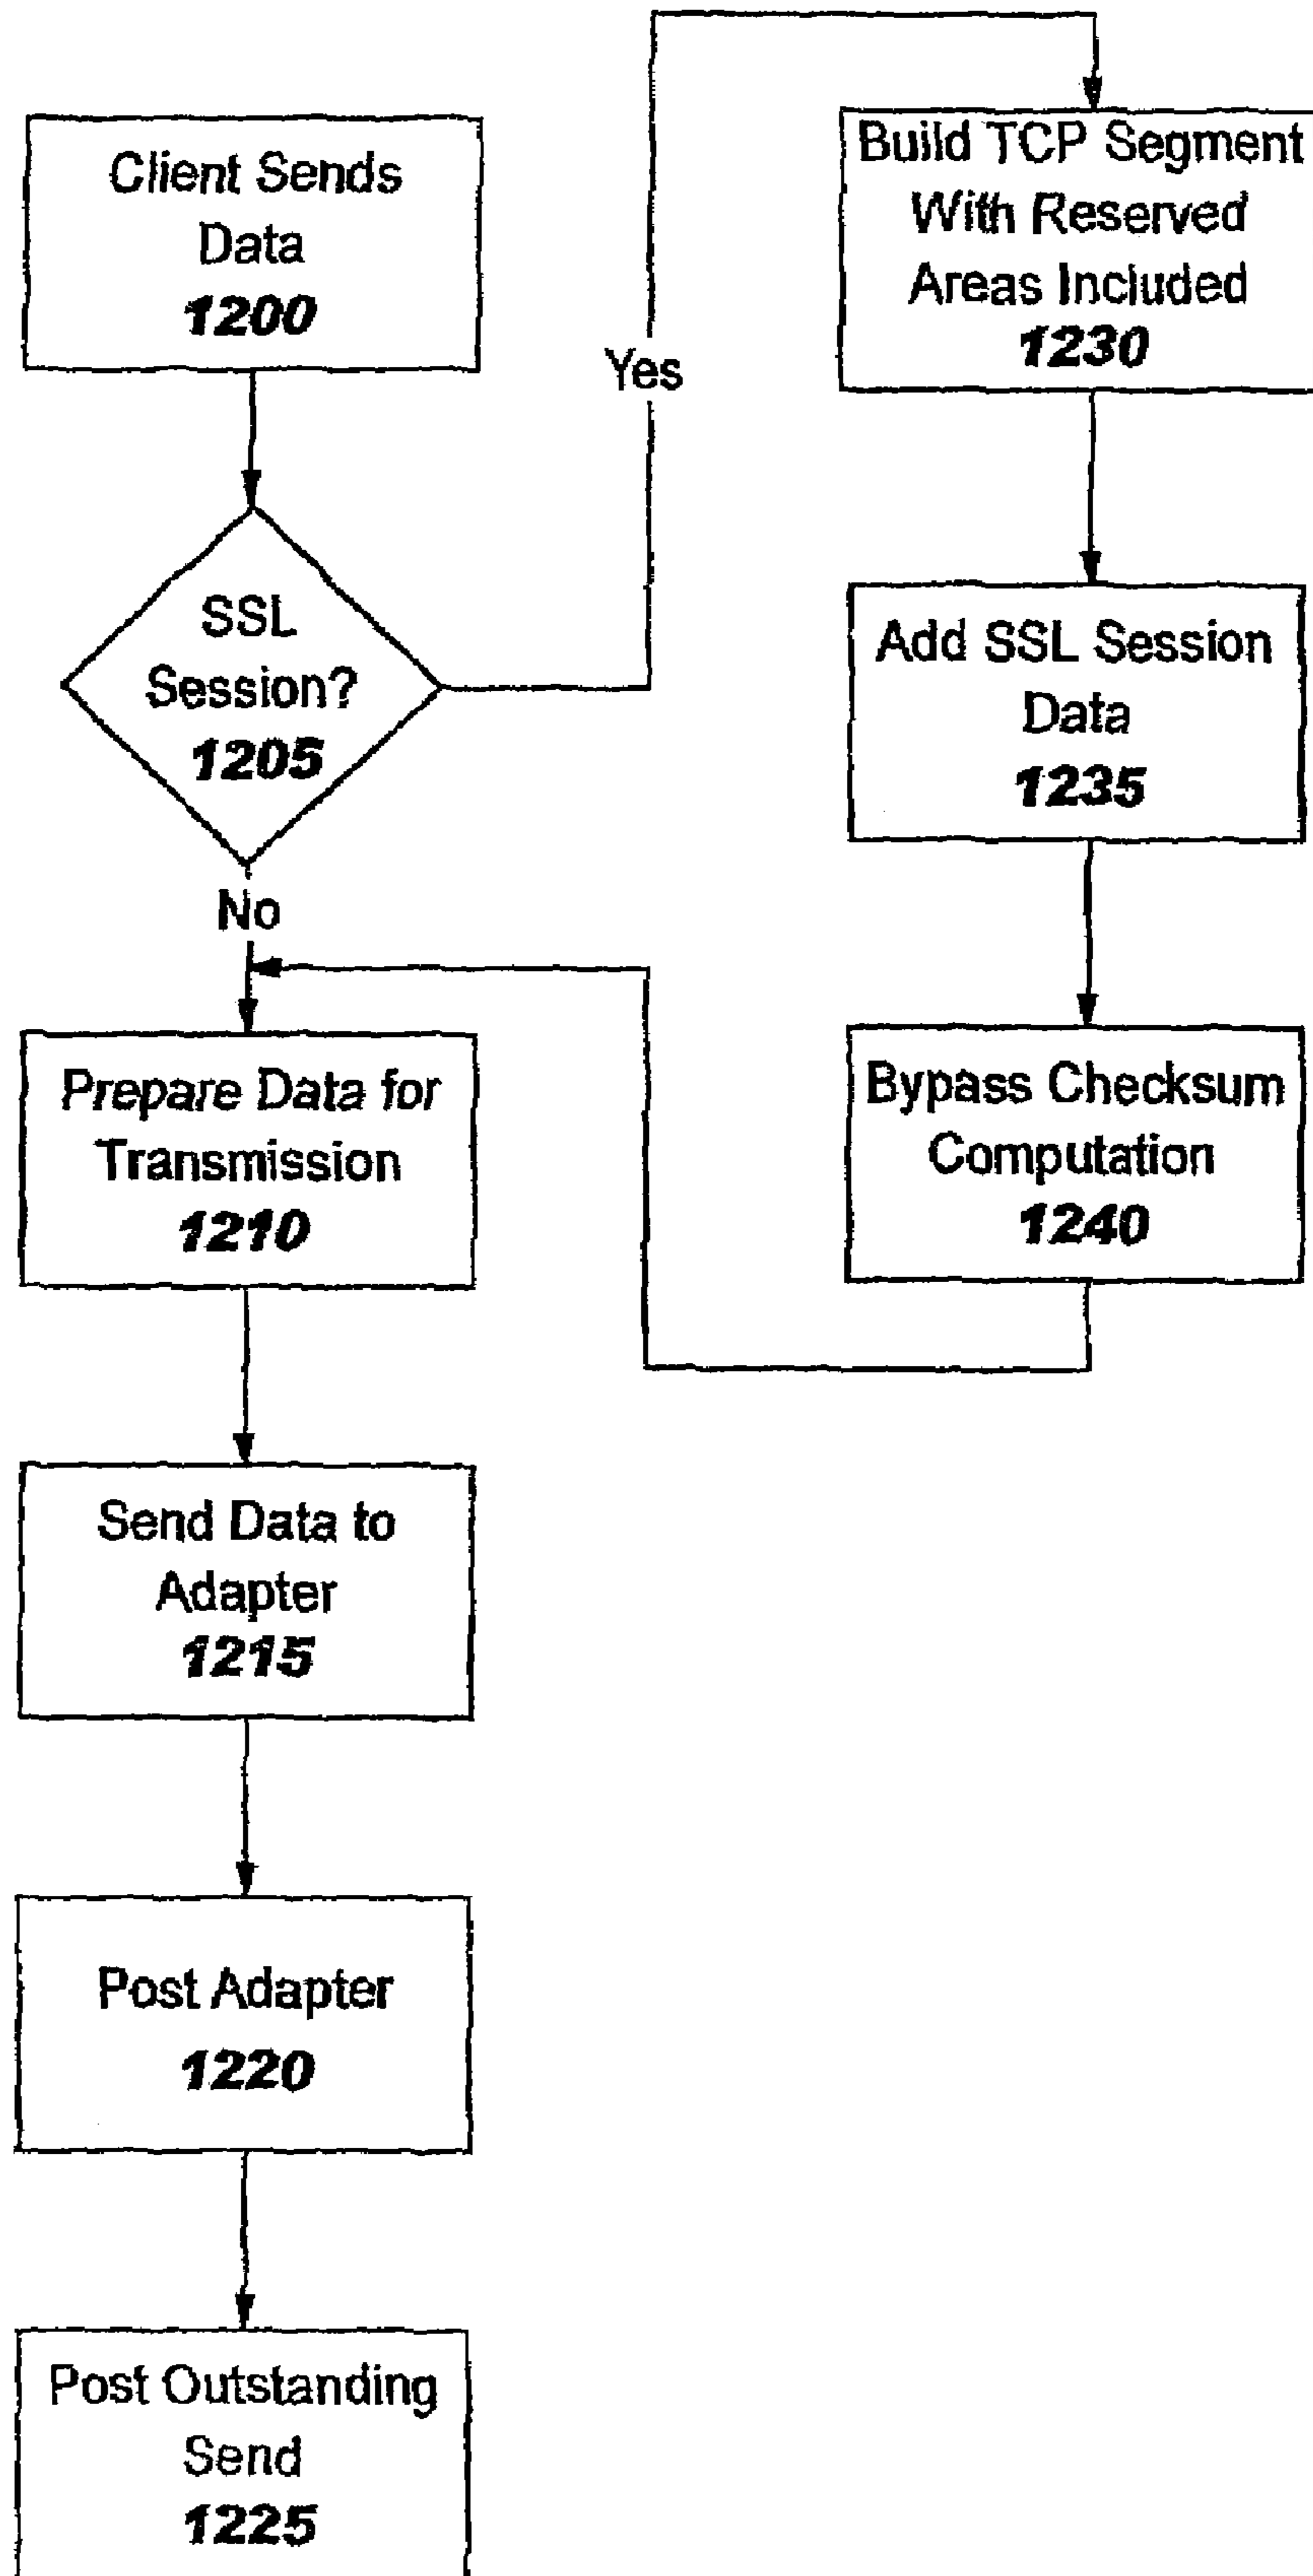 Client Sends
Data
1200
SSL
Session?
1205
Yes
No
Build TCP Segment
With Reserved
Areas Included
1230
Add SSL Session
Data
1235
Bypass Checksum
Computation
1240
Prepare Data for
Transmission
1210
Send Data to
Adapter
1215
Post Adapter
1220
Post Outstanding
Send
1225